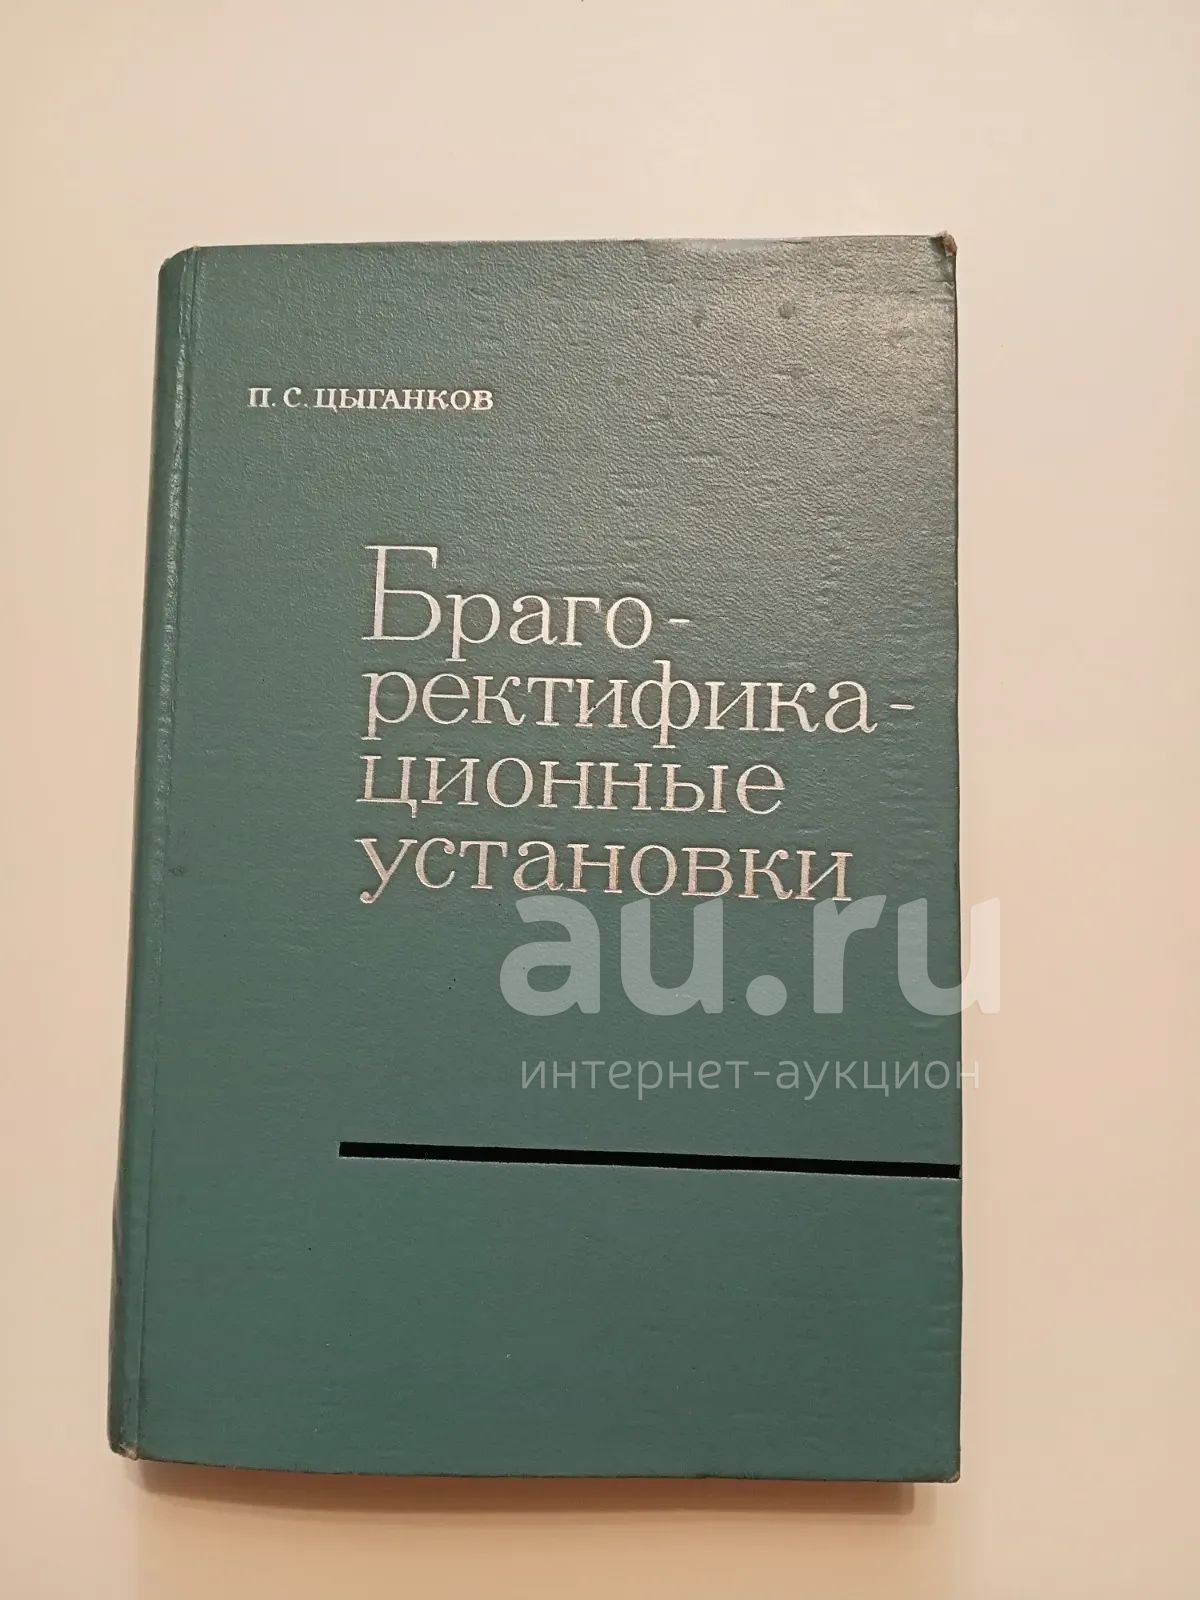 П. С. ЦЫГАНКОВ
Браго-
ректифика-
ционные
установки
au.ru
интернет-аукцион